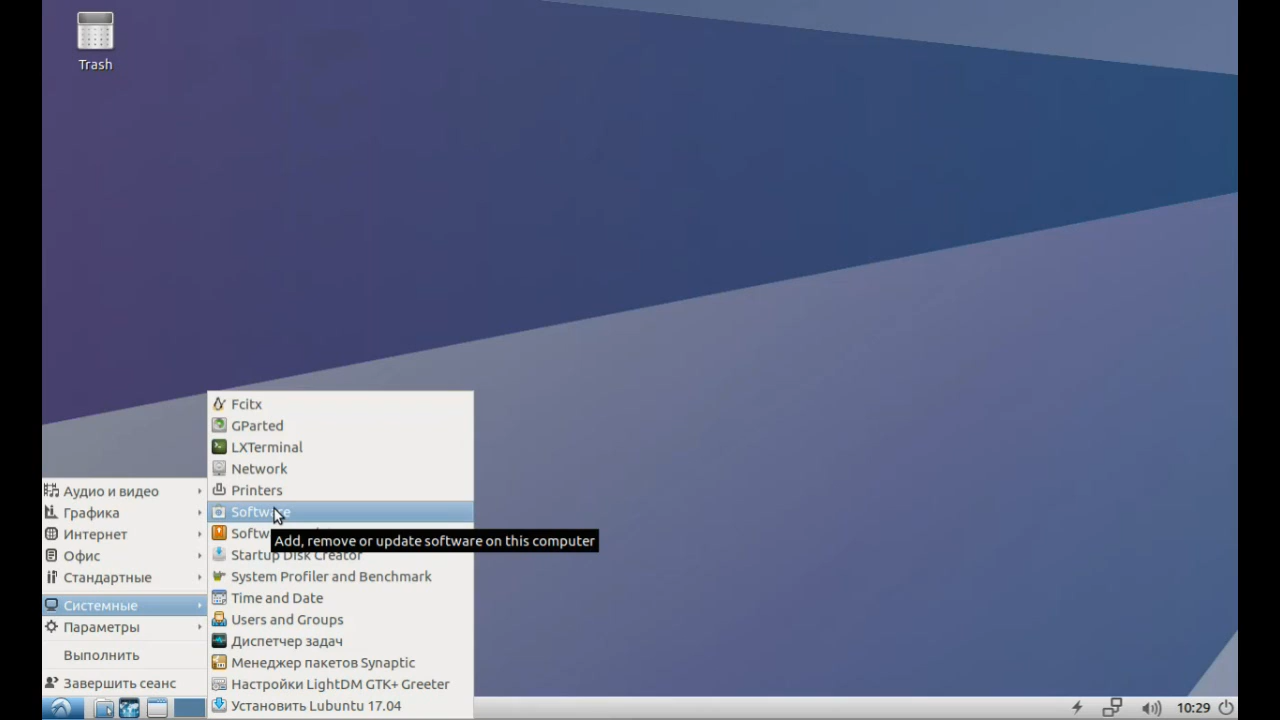 Trash
Fcitx
GParted
LXTerminal
Network
Printers
Software
Softw
Add, remove or update software on this computer
Startup Disk Creator
System Profiler and Benchmark
Time and Date
Users and Groups
Диспетчер задач
Менеджер пакетов Synaptic
Настройки LightDM GTK+ Greeter
Установить Lubuntu 17.04
Аудио и видео
Графика
Интернет
Офис
Стандартные
Системные
Параметры
Выполнить
Завершить сеанс
10:29